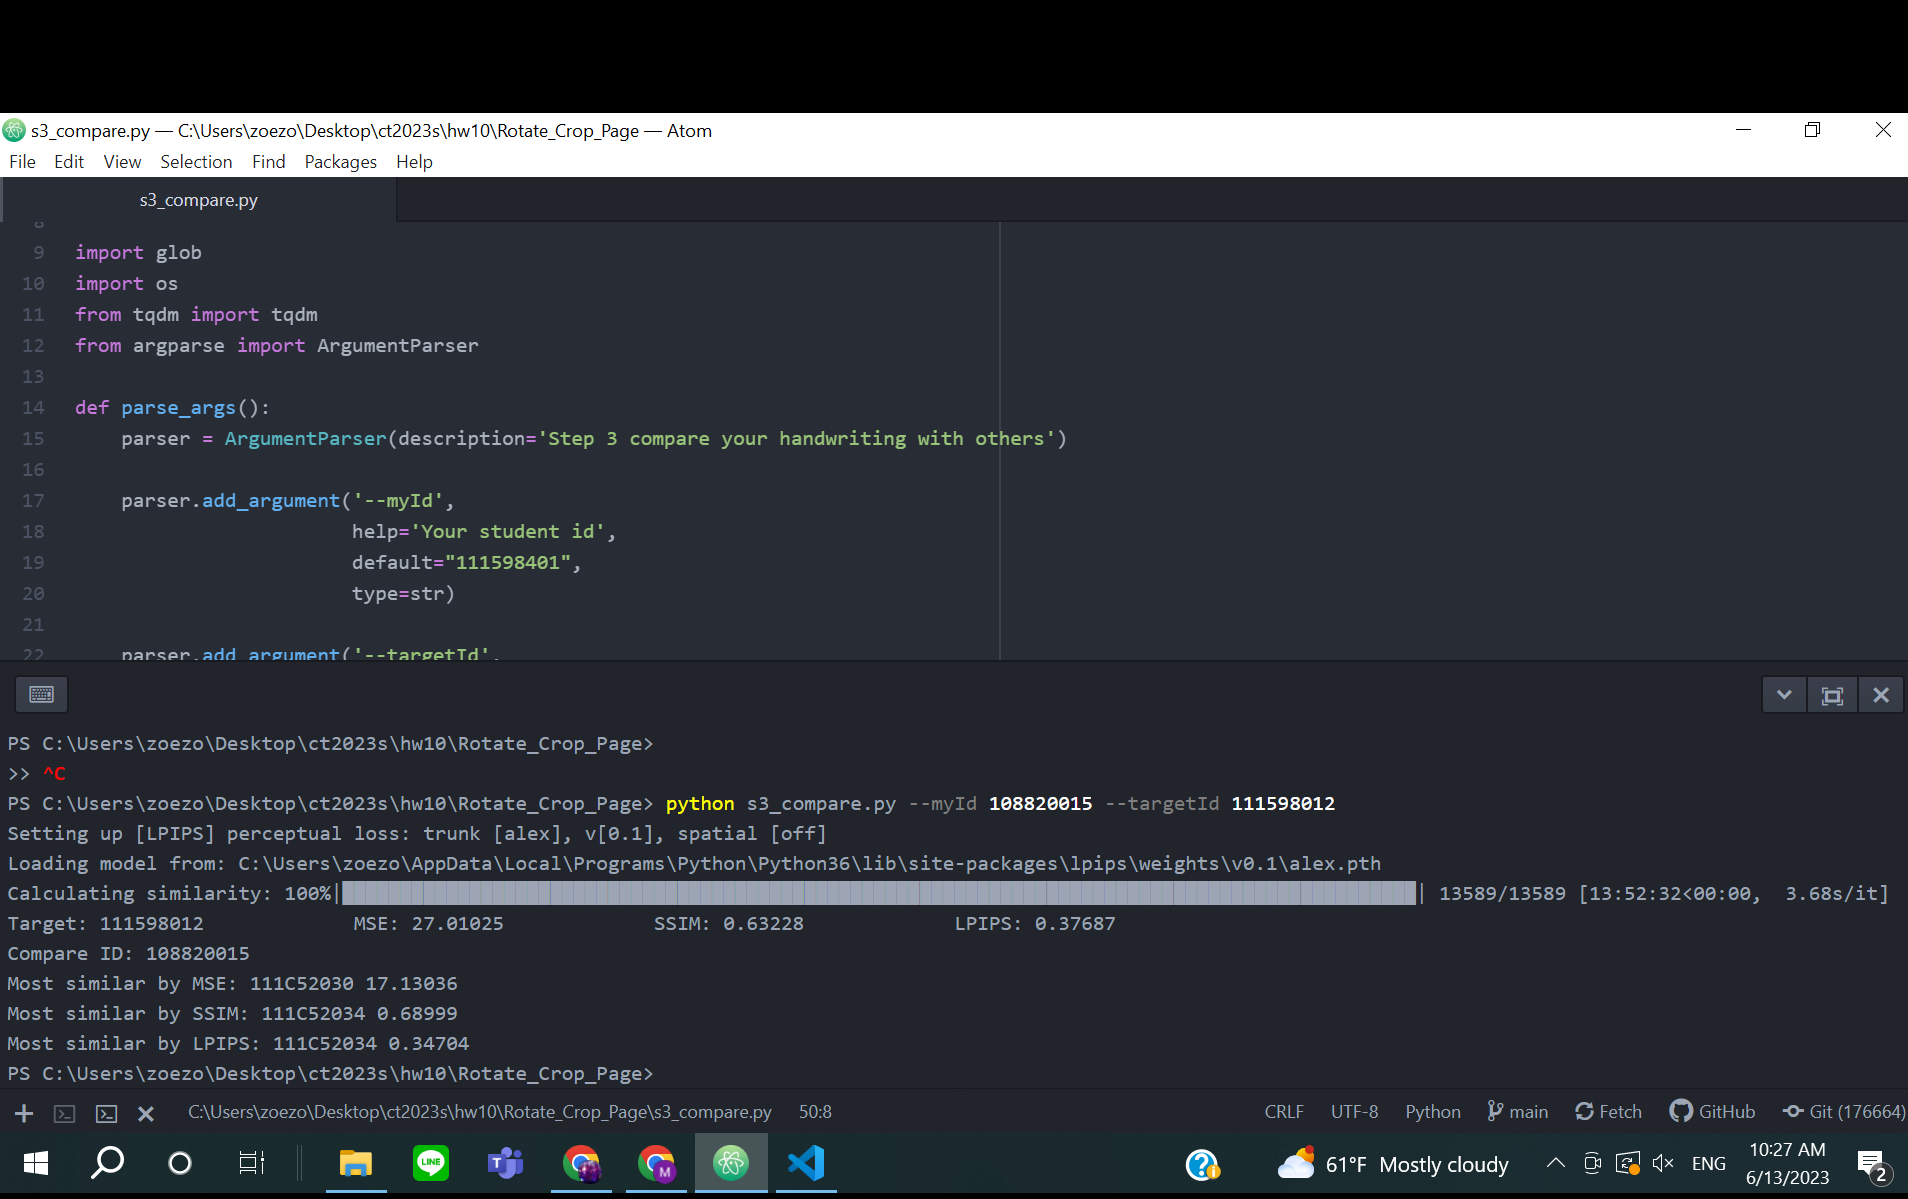 s3_compare.py — C:\Users\zoezo\Desktop\ct2023s\hw10\Rotate_Crop_Page — Atom
File Edit View Selection Find Packages Help
s3_compare.py
8
9 import glob
10 import os
11 from tqdm import tqdm
12 from argparse import ArgumentParser
13
14 def parse_args():
15     parser = ArgumentParser(description='Step 3 compare your handwriting with others')
16
17     parser.add_argument('--myId',
18                         help='Your student id',
19                         default="111598401",
20                         type=str)
21
22     parser.add_argument('--targetId',
PS C:\Users\zoezo\Desktop\ct2023s\hw10\Rotate_Crop_Page>
>> ^C
PS C:\Users\zoezo\Desktop\ct2023s\hw10\Rotate_Crop_Page> python s3_compare.py --myId 108820015 --targetId 111598012
Setting up [LPIPS] perceptual loss: trunk [alex], v[0.1], spatial [off]
Loading model from: C:\Users\zoezo\AppData\Local\Programs\Python\Python36\lib\site-packages\lpips\weights\v0.1\alex.pth
Calculating similarity: 100%| | 13589/13589 [13:52:32<00:00,  3.68s/it]
Target: 111598012 MSE: 27.01025 SSIM: 0.63228 LPIPS: 0.37687
Compare ID: 108820015
Most similar by MSE: 111C52030 17.13036
Most similar by SSIM: 111C52034 0.68999
Most similar by LPIPS: 111C52034 0.34704
PS C:\Users\zoezo\Desktop\ct2023s\hw10\Rotate_Crop_Page>
C:\Users\zoezo\Desktop\ct2023s\hw10\Rotate_Crop_Page\s3_compare.py 50:8 CRLF UTF-8 Python main Fetch GitHub Git (176664)
LINE T M 61°F Mostly cloudy ENG 10:27 AM
6/13/2023 2